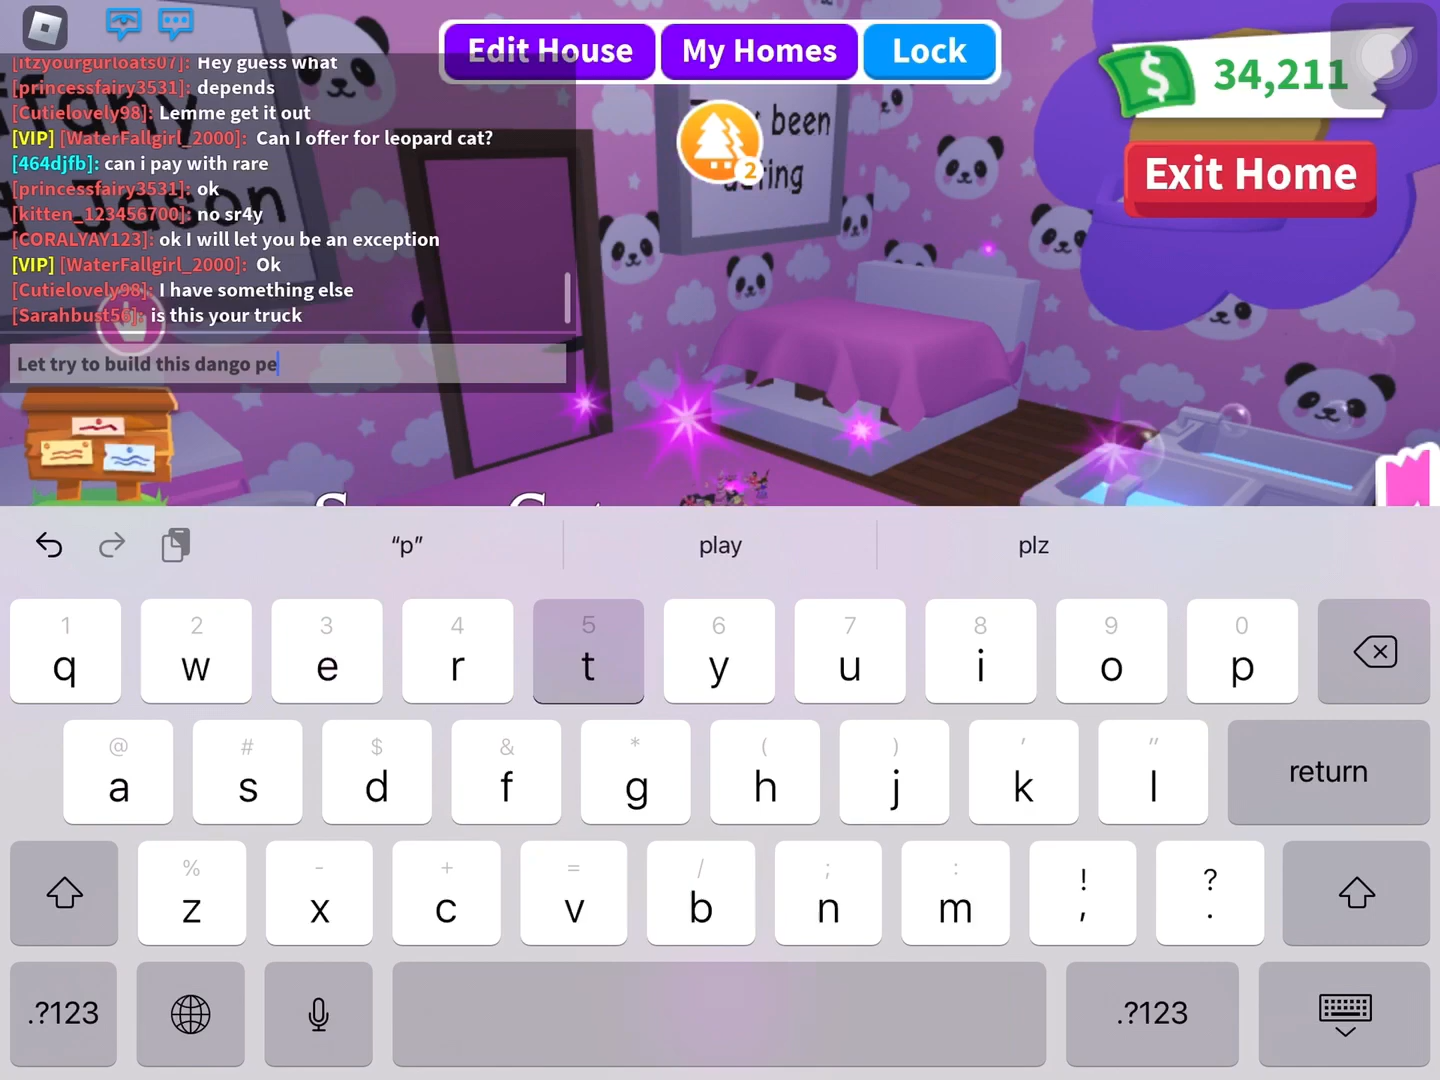 Edit House
My Homes
Lock
34,211
Exit Home
[itzyourgurloats07]: Hey guess what
[princessfairy3531]: depends
[Cutielovely98]: Lemme get it out
[VIP] [WaterFallgirl_2000]: Can I offer for leopard cat?
[464djfb]: can i pay with rare
[princessfairy3531]: ok
[kitten_123456700]: no sr4y
[CORALYAY123]: ok I will let you be an exception
[VIP] [WaterFallgirl_2000]: Ok
[Cutielovely98]: I have something else
[Sarahbust56]: is this your truck
Let try to build this dango pe
been
2
“p” play plz
1 2 3 4 5 6 7 8 9 0
q w e r t y u i o p
@ # $ & * ( ) ' "
a s d f g h j k l return
% - + = / ; : ! ?
z x c v b n m , .
.?123 .?123